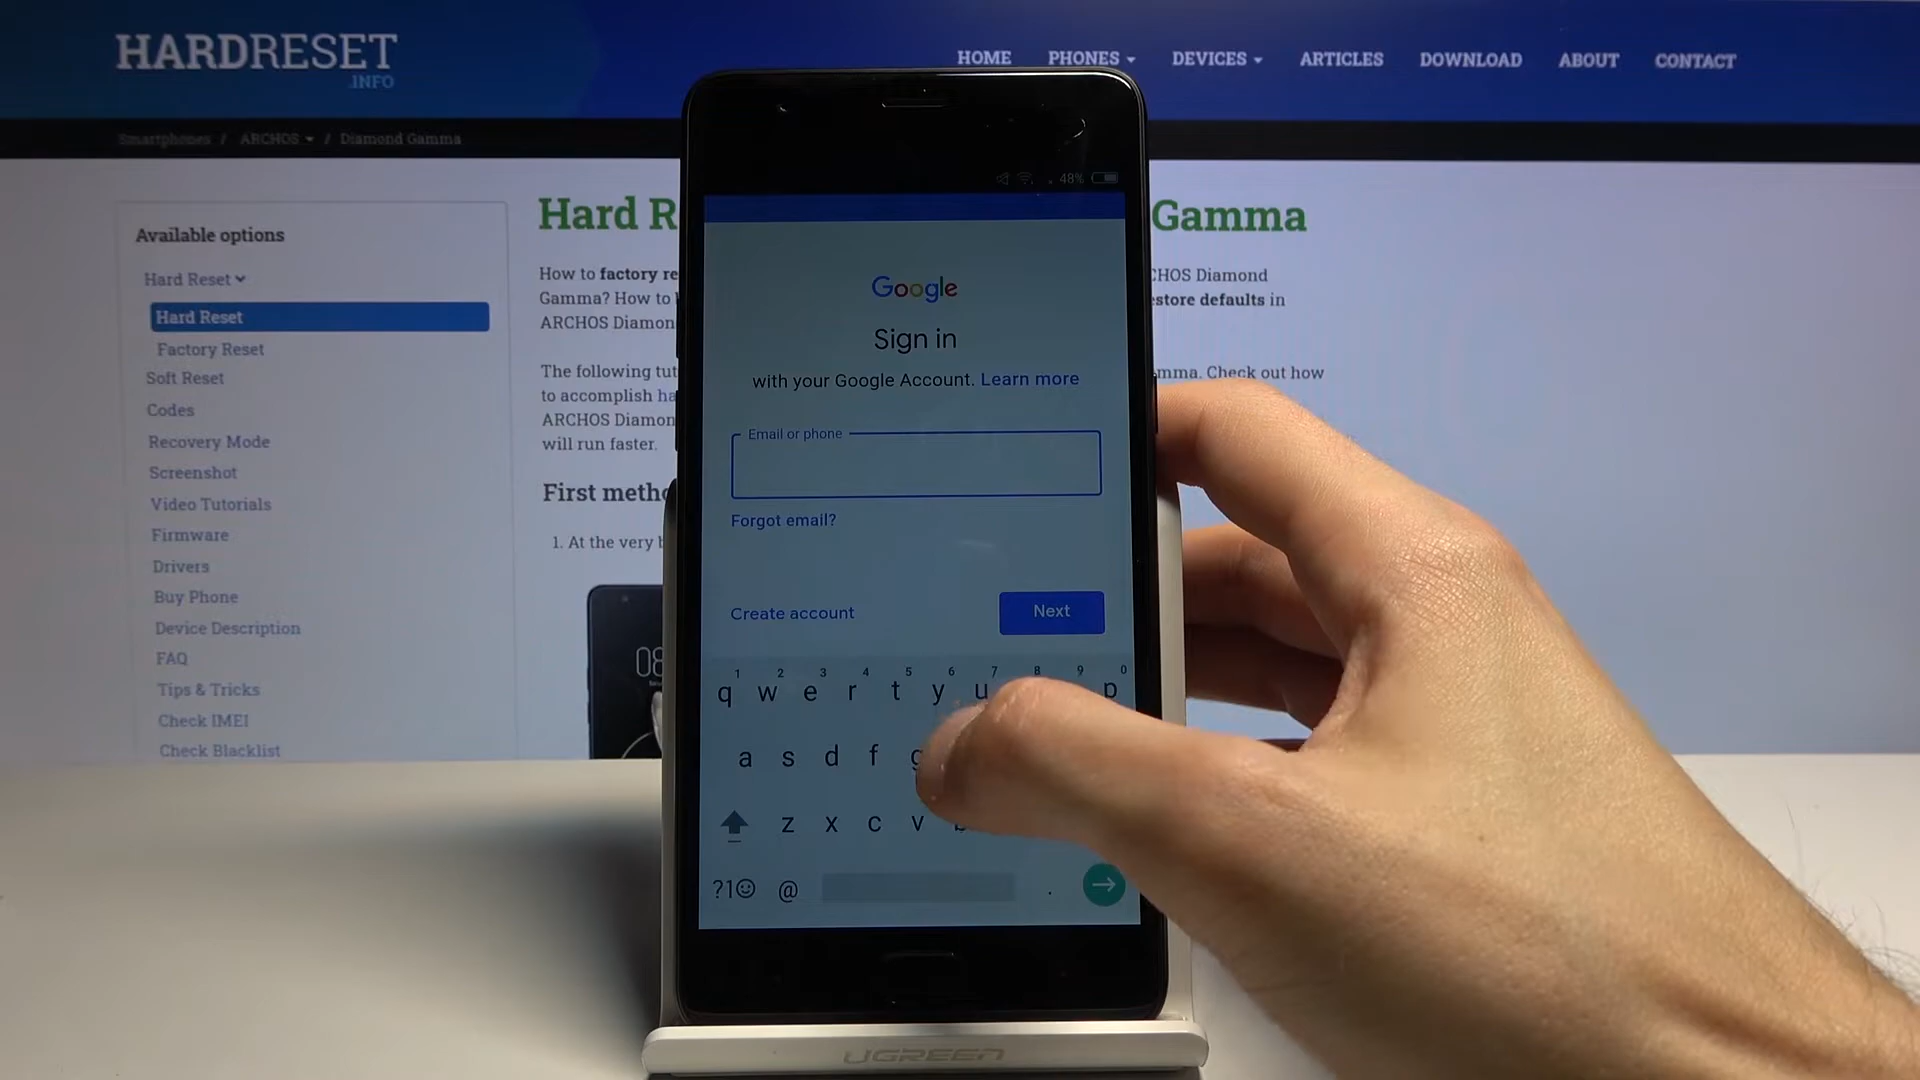 HARDRESET
.INFO
HOME PHONES DEVICES ARTICLES DOWNLOAD ABOUT CONTACT
Smartphones / ARCHOS / Diamond Gamma
Available options
Hard Reset
Hard Reset
Factory Reset
Soft Reset
Codes
Recovery Mode
Screenshot
Video Tutorials
Firmware
Drivers
Buy Phone
Device Description
FAQ
Tips & Tricks
Check IMEI
Check Blacklist
Hard R
Gamma
How to factory re
CHOS Diamond
Gamma? How to
estore defaults in
ARCHOS Diamon
The following tut
mma. Check out how
to accomplish ha
ARCHOS Diamon
will run faster.
First metho
1. At the very b
08
48%
Google
Sign in
with your Google Account. Learn more
Email or phone
Forgot email?
Create account
Next
1 2 3 4 5 6 7 8 9 0
q w e r t y u p
a s d f g
z x c v b
?1☺ @ .
UGREEN